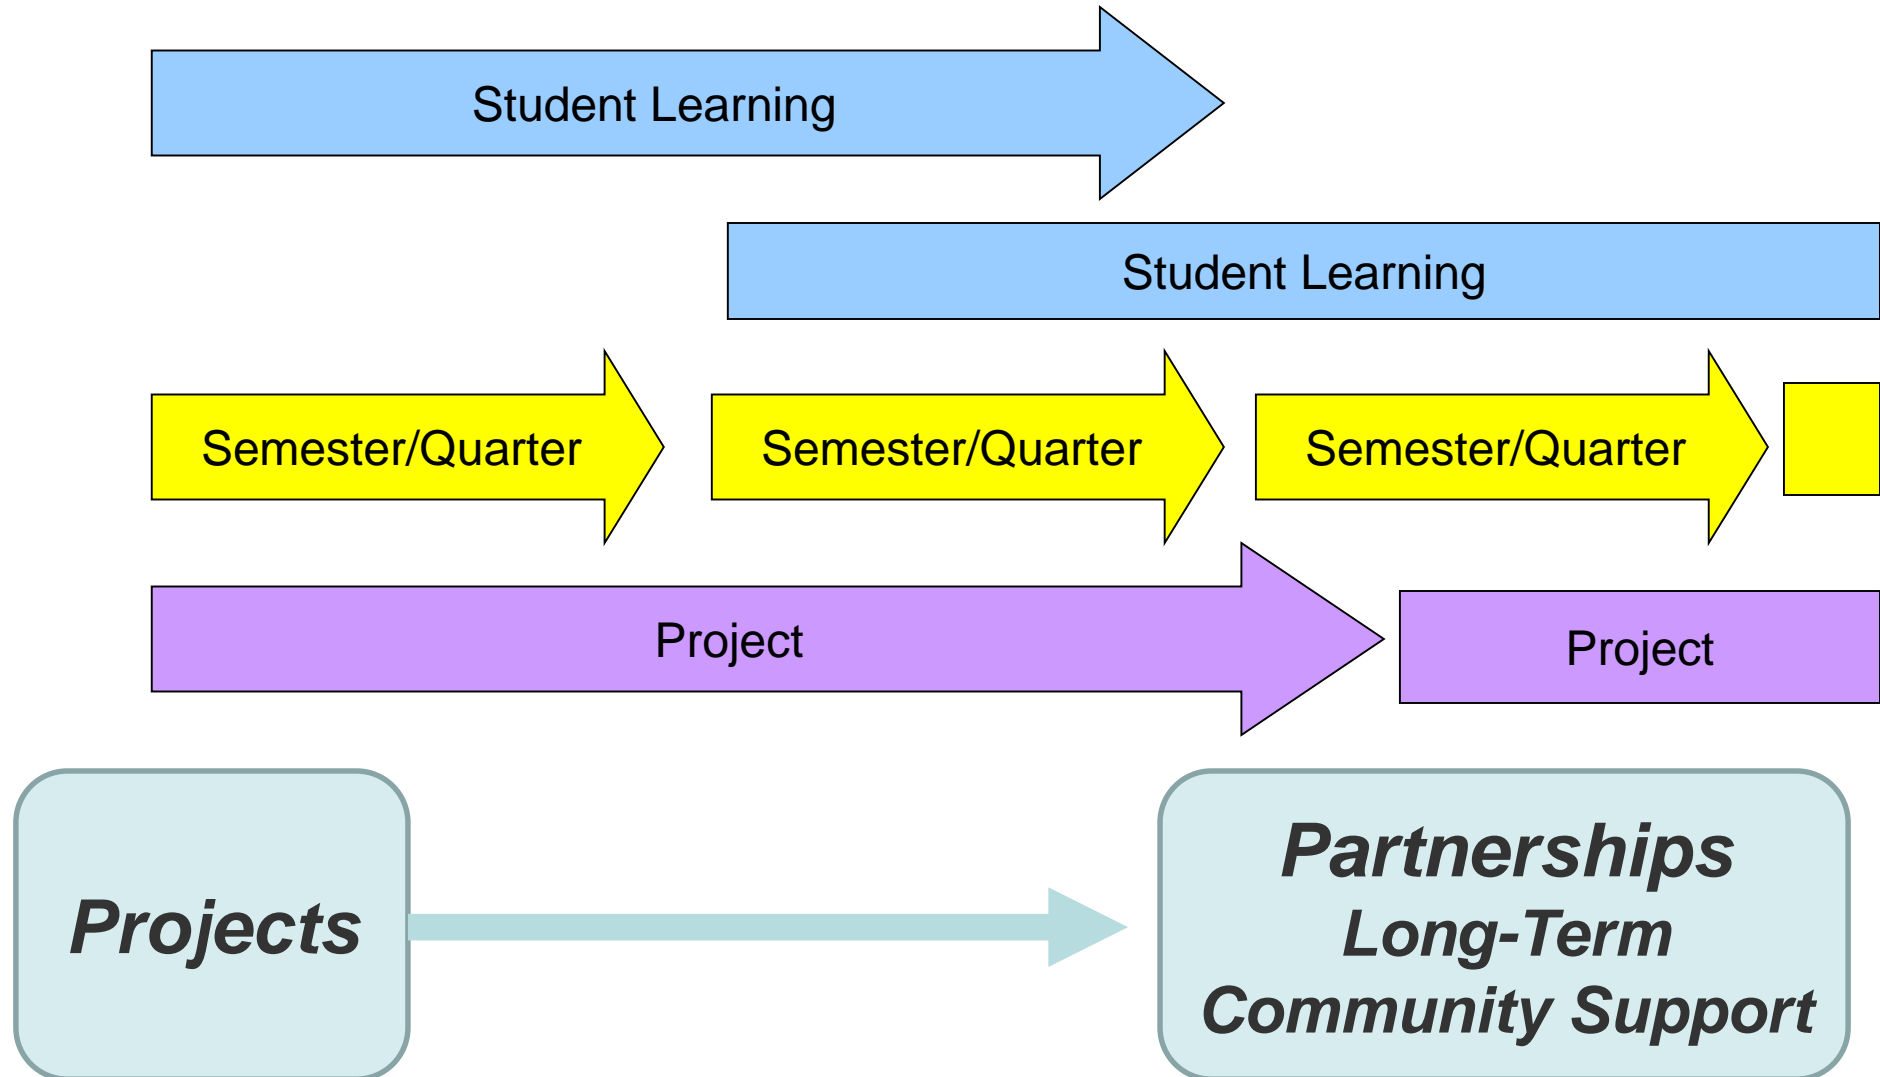 Student Learning
Student Learning
Semester/Quarter
Semester/Quarter
Semester/Quarter
Project
Project
Projects
Partnerships
Long-Term
Community Support